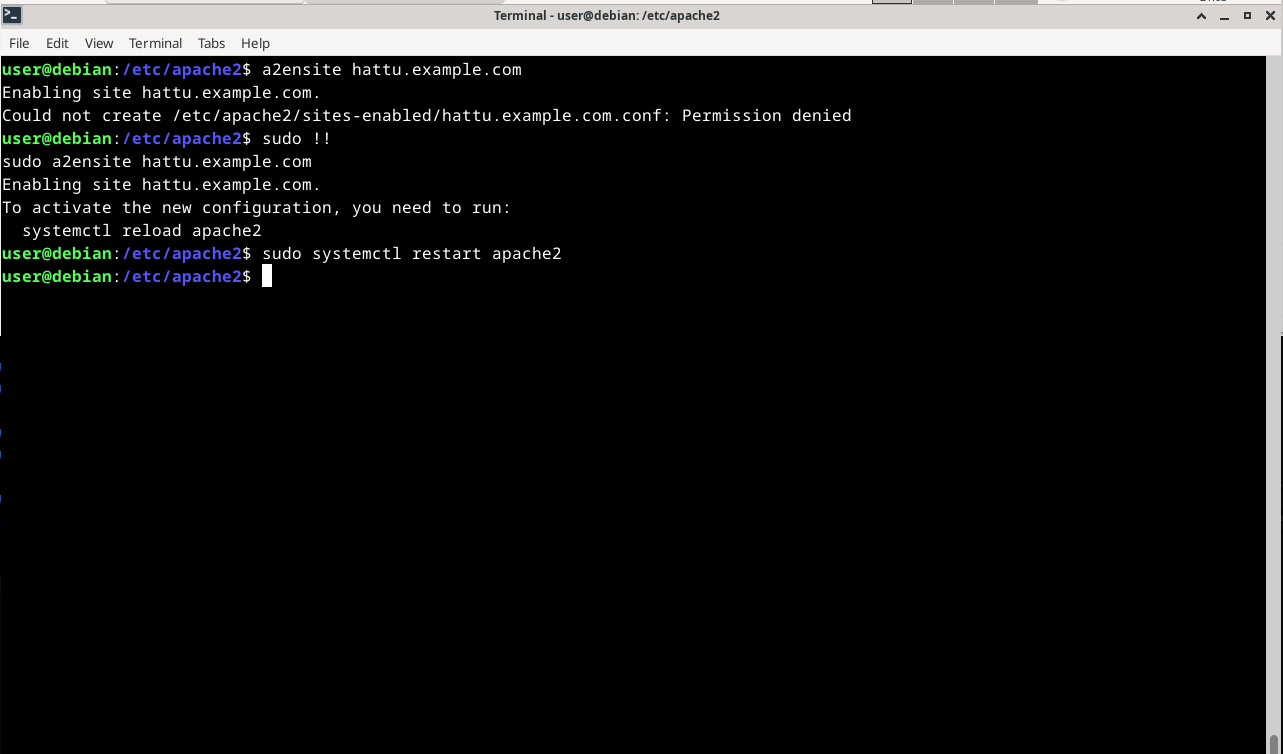 Terminal - user@debian: /etc/apache2
File Edit View Terminal Tabs Help
user@debian:/etc/apache2$ a2ensite hattu.example.com
Enabling site hattu.example.com.
Could not create /etc/apache2/sites-enabled/hattu.example.com.conf: Permission denied
user@debian:/etc/apache2$ sudo !!
sudo a2ensite hattu.example.com
Enabling site hattu.example.com.
To activate the new configuration, you need to run:
  systemctl reload apache2
user@debian:/etc/apache2$ sudo systemctl restart apache2
user@debian:/etc/apache2$